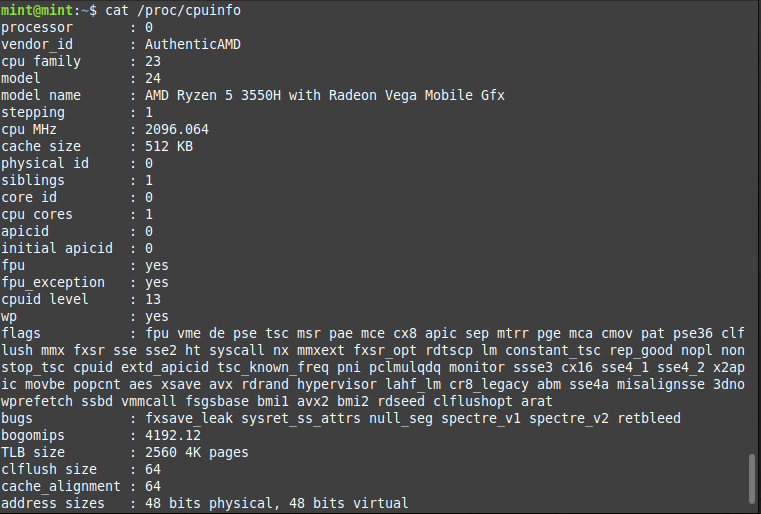 mint@mint:~$ cat /proc/cpuinfo
processor       : 0
vendor_id       : AuthenticAMD
cpu family      : 23
model           : 24
model name      : AMD Ryzen 5 3550H with Radeon Vega Mobile Gfx
stepping        : 1
cpu MHz         : 2096.064
cache size      : 512 KB
physical id     : 0
siblings        : 1
core id         : 0
cpu cores       : 1
apicid          : 0
initial apicid  : 0
fpu             : yes
fpu_exception   : yes
cpuid level     : 13
wp              : yes
flags           : fpu vme de pse tsc msr pae mce cx8 apic sep mtrr pge mca cmov pat pse36 clf
lush mmx fxsr sse sse2 ht syscall nx mmxext fxsr_opt rdtscp lm constant_tsc rep_good nopl non
stop_tsc cpuid extd_apicid tsc_known_freq pni pclmulqdq monitor ssse3 cx16 sse4_1 sse4_2 x2ap
ic movbe popcnt aes xsave avx rdrand hypervisor lahf_lm cr8_legacy abm sse4a misalignsse 3dno
wprefetch ssbd vmmcall fsgsbase bmi1 avx2 bmi2 rdseed clflushopt arat
bugs            : fxsave_leak sysret_ss_attrs null_seg spectre_v1 spectre_v2 retbleed
bogomips        : 4192.12
TLB size        : 2560 4K pages
clflush size    : 64
cache_alignment : 64
address sizes   : 48 bits physical, 48 bits virtual